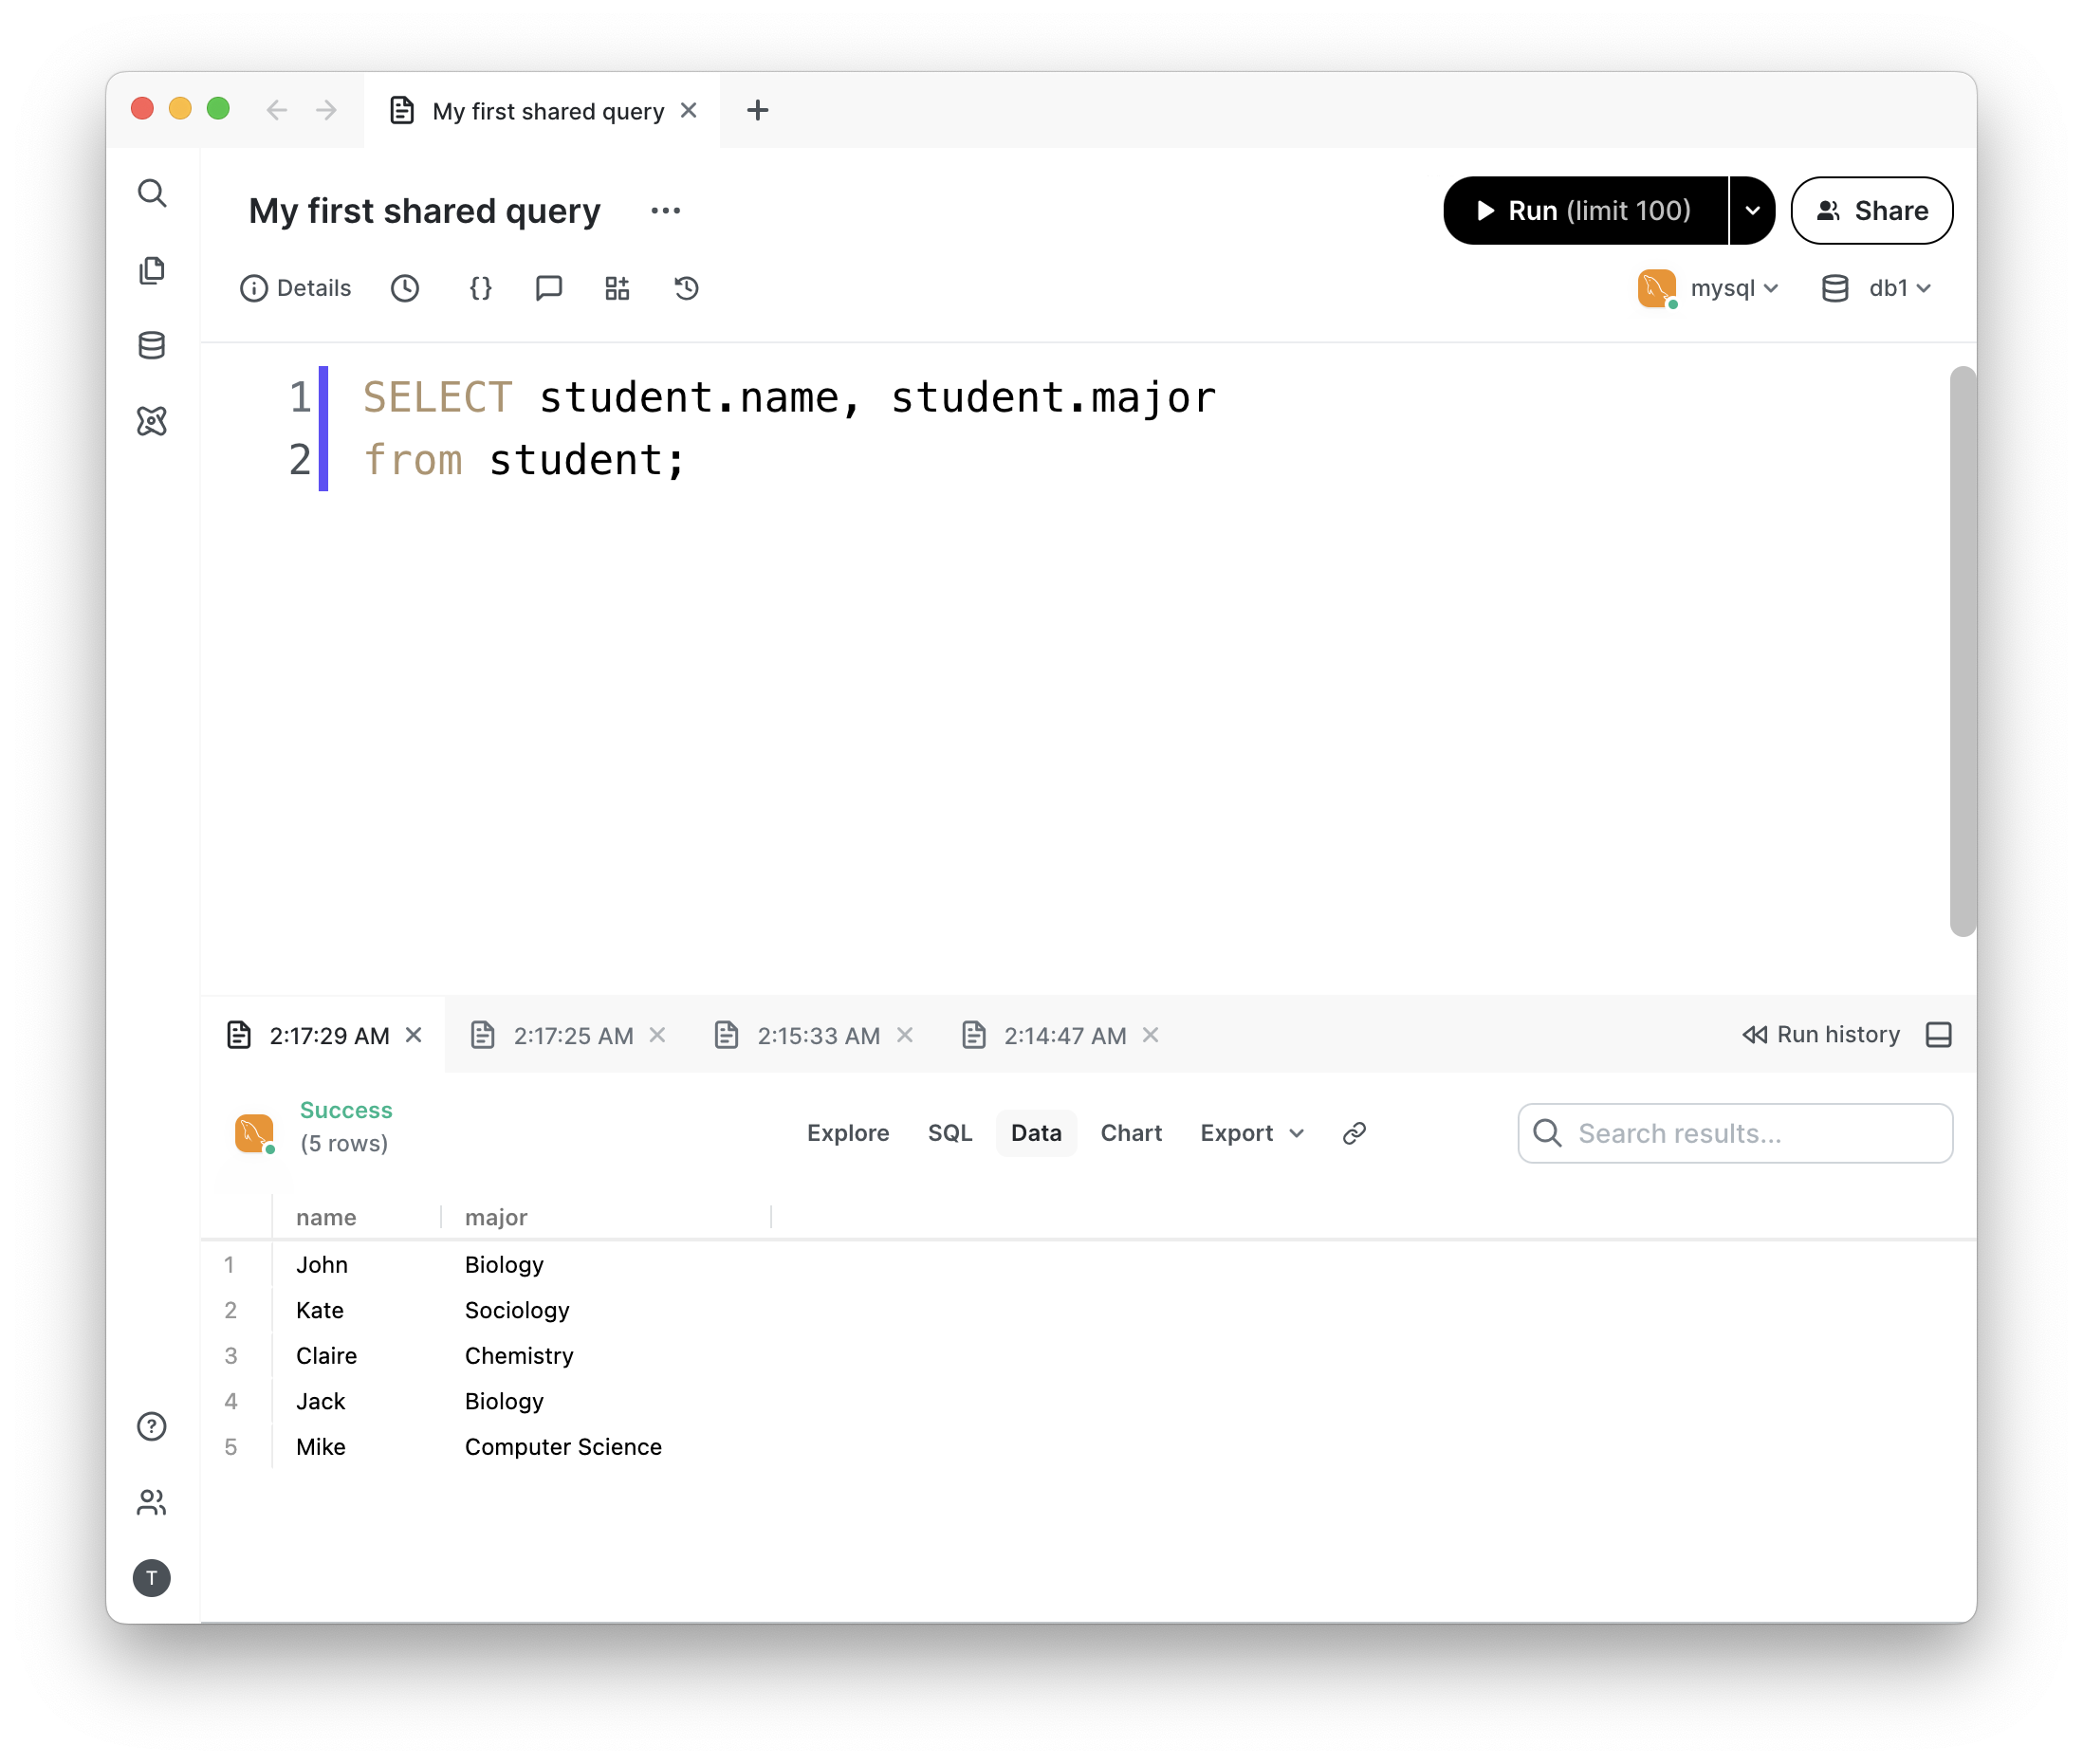 My first shared query
My first shared query
Run (limit 100)
Share
Details
{}
mysql
db1
1 SELECT student.name, student.major
2 from student;
2:17:29 AM
2:17:25 AM
2:15:33 AM
2:14:47 AM
Run history
Success
(5 rows)
Explore
SQL
Data
Chart
Export
Search results...
name major
1 John Biology
2 Kate Sociology
3 Claire Chemistry
4 Jack Biology
5 Mike Computer Science
?
T